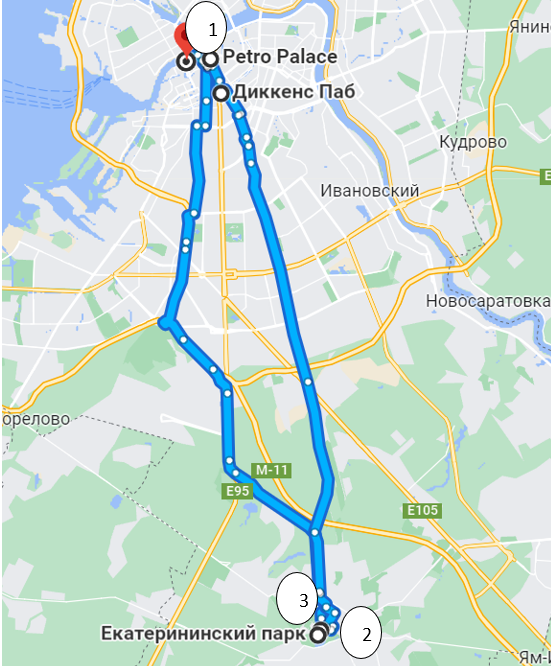 1
Янин
Petro Palace
Диккенс Паб
Кудрово
E
Ивановский
Новосаратовка
орелово
М-11
E95
E105
3
Екатерининский парк
2
Ям-И